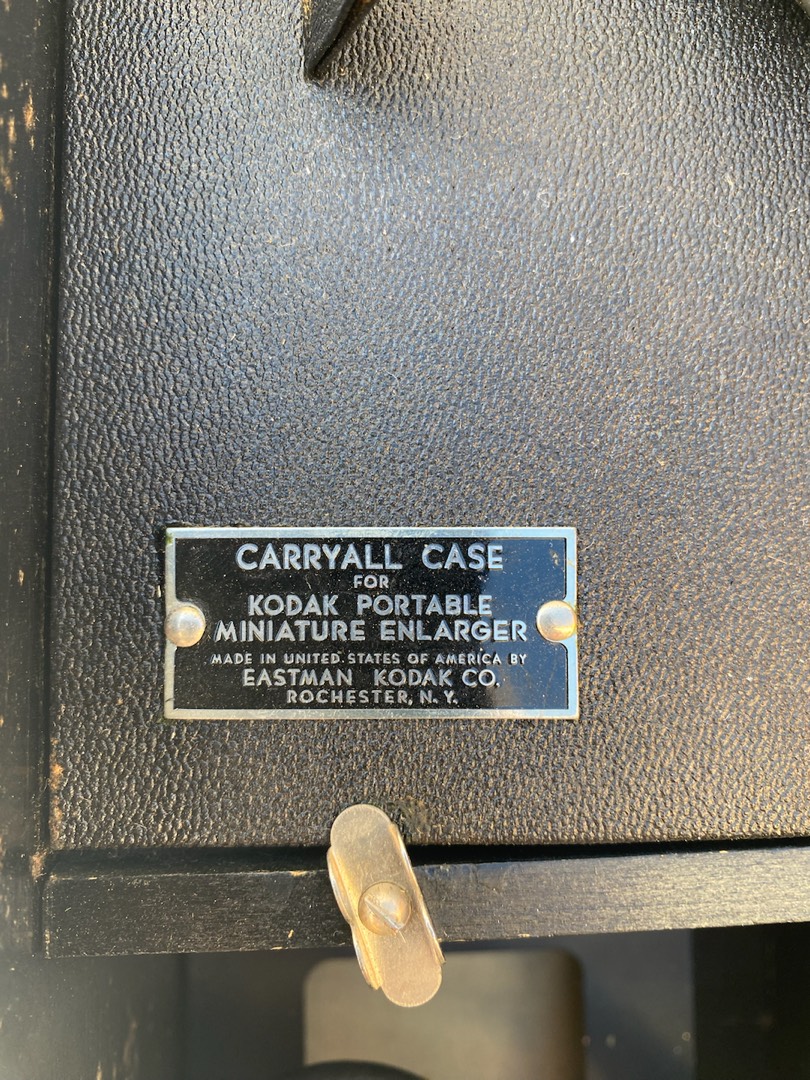 CARRYALL CASE
FOR
KODAK PORTABLE
MINIATURE ENLARGER
MADE IN UNITED STATES OF AMERICA BY
EASTMAN KODAK CO.
ROCHESTER, N.Y.